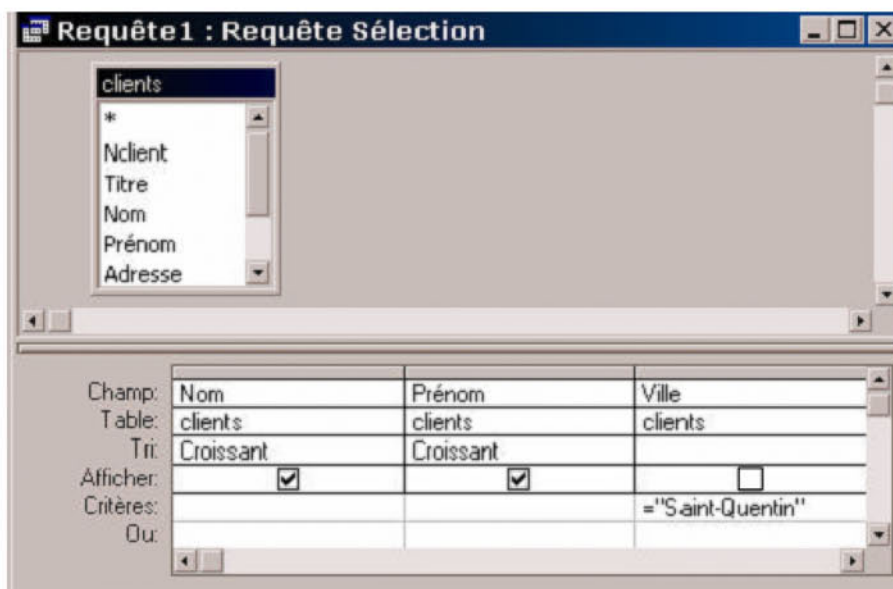 Requête1 : Requête Sélection
clients
*
Nclient
Titre
Nom
Prénom
Adresse
Champ: Nom Prénom Ville
Table: clients clients clients
Tri: Croissant Croissant
Afficher:
Critères: ="Saint-Quentin"
Ou: